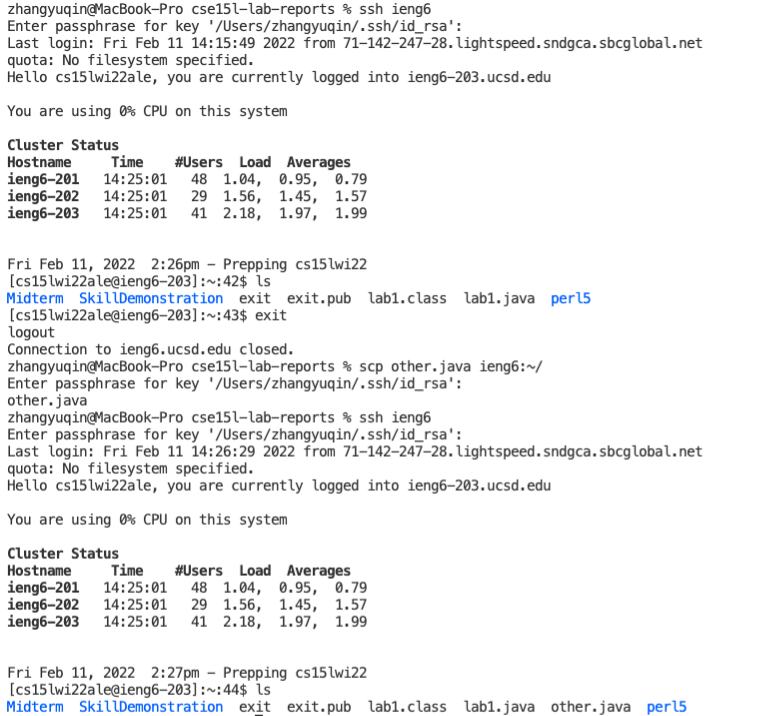 zhangyuqin@MacBook-Pro cse15l-lab-reports % ssh ieng6
Enter passphrase for key '/Users/zhangyuqin/.ssh/id_rsa':
Last login: Fri Feb 11 14:15:49 2022 from 71-142-247-28.lightspeed.sndgca.sbcglobal.net
quota: No filesystem specified.
Hello cs15lwi22ale, you are currently logged into ieng6-203.ucsd.edu
You are using 0% CPU on this system
Cluster Status
Hostname     Time    #Users  Load  Averages
ieng6-201   14:25:01   48  1.04,  0.95,  0.79
ieng6-202   14:25:01   29  1.56,  1.45,  1.57
ieng6-203   14:25:01   41  2.18,  1.97,  1.99
Fri Feb 11, 2022  2:26pm - Prepping cs15lwi22
[cs15lwi22ale@ieng6-203]:~:42$ ls
Midterm  SkillDemonstration  exit  exit.pub  lab1.class  lab1.java  perl5
[cs15lwi22ale@ieng6-203]:~:43$ exit
logout
Connection to ieng6.ucsd.edu closed.
zhangyuqin@MacBook-Pro cse15l-lab-reports % scp other.java ieng6:~/
Enter passphrase for key '/Users/zhangyuqin/.ssh/id_rsa':
other.java
zhangyuqin@MacBook-Pro cse15l-lab-reports % ssh ieng6
Enter passphrase for key '/Users/zhangyuqin/.ssh/id_rsa':
Last login: Fri Feb 11 14:26:29 2022 from 71-142-247-28.lightspeed.sndgca.sbcglobal.net
quota: No filesystem specified.
Hello cs15lwi22ale, you are currently logged into ieng6-203.ucsd.edu
You are using 0% CPU on this system
Cluster Status
Hostname     Time    #Users  Load  Averages
ieng6-201   14:25:01   48  1.04,  0.95,  0.79
ieng6-202   14:25:01   29  1.56,  1.45,  1.57
ieng6-203   14:25:01   41  2.18,  1.97,  1.99
Fri Feb 11, 2022  2:27pm - Prepping cs15lwi22
[cs15lwi22ale@ieng6-203]:~:44$ ls
Midterm  SkillDemonstration  exit  exit.pub  lab1.class  lab1.java  other.java  perl5